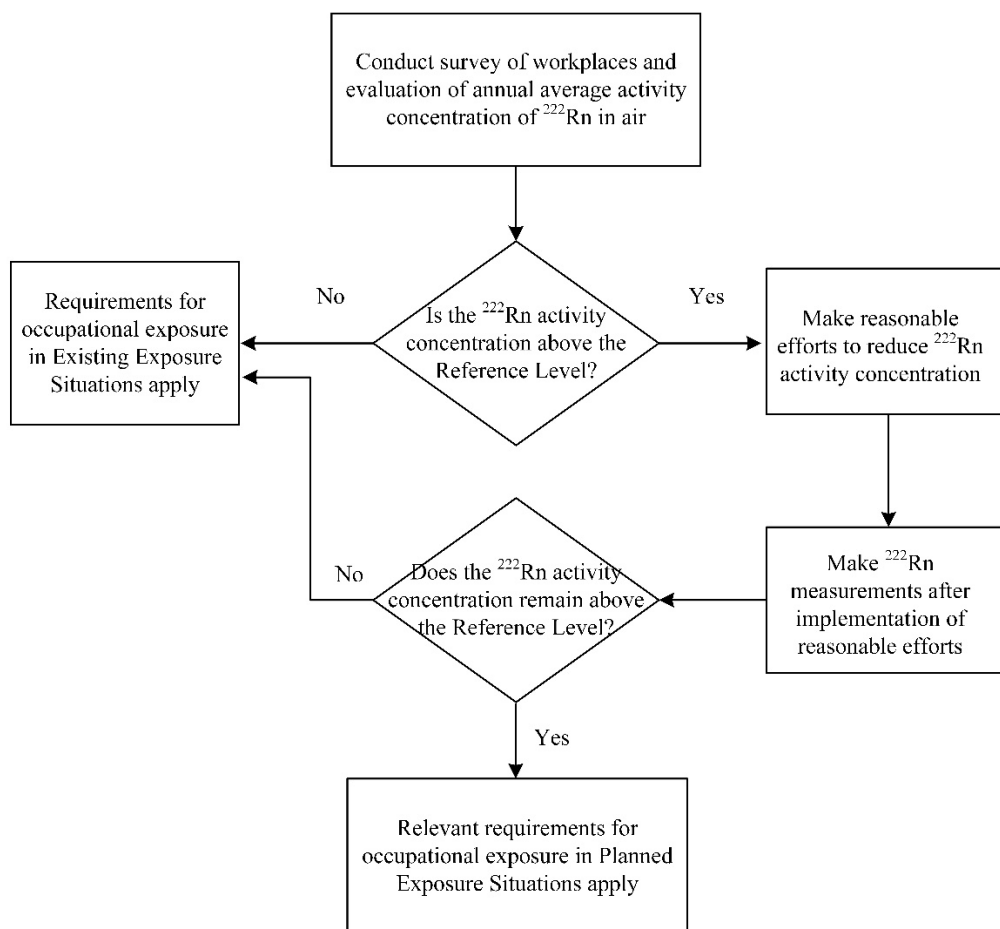 Conduct survey of workplaces and
evaluation of annual average activity
concentration of ²²²Rn in air
No
Yes
Requirements for
occupational exposure
in Existing Exposure
Situations apply
Is the ²²²Rn activity
concentration above the
Reference Level?
Make reasonable
efforts to reduce ²²²Rn
activity concentration
No
Does the ²²²Rn activity
concentration remain above
the Reference Level?
Make ²²²Rn
measurements after
implementation of
reasonable efforts
Yes
Relevant requirements for
occupational exposure in Planned
Exposure Situations apply